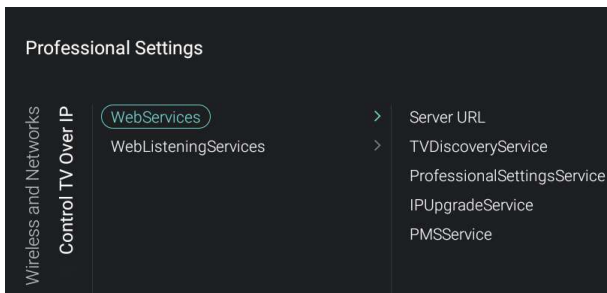 Professional Settings
Wireless and Networks
Control TV Over IP
WebServices
WebListeningServices
Server URL
TVDiscoveryService
ProfessionalSettingsService
IPUpgradeService
PMSService